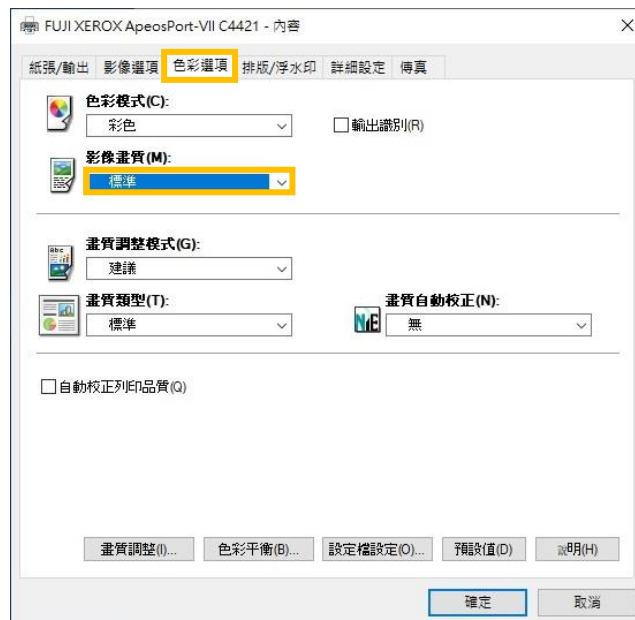 FUJI XEROX ApeosPort-VII C4421 - 內容
紙張/輸出 影像選項 色彩選項 排版/浮水印 詳細設定 傳真
色彩模式(C):
彩色
輸出識別(R)
影像畫質(M):
標準
畫質調整模式(G):
建議
畫質類型(T):
標準
畫質自動校正(N):
無
自動校正列印品質(Q)
畫質調整(I)... 色彩平衡(B)... 設定檔設定(O)... 預設值(D) 說明(H)
確定 取消